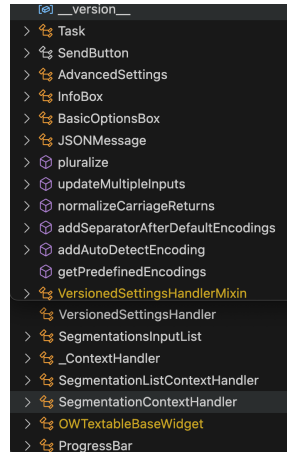 __version__
Task
SendButton
AdvancedSettings
InfoBox
BasicOptionsBox
JSONMessage
pluralize
updateMultipleInputs
normalizeCarriageReturns
addSeparatorAfterDefaultEncodings
addAutoDetectEncoding
getPredefinedEncodings
VersionedSettingsHandlerMixin
VersionedSettingsHandler
SegmentationsInputList
_ContextHandler
SegmentationListContextHandler
SegmentationContextHandler
OWTextableBaseWidget
ProgressBar